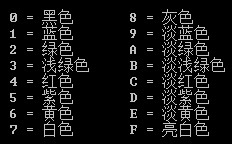 0 = 黑色    8 = 灰色
1 = 蓝色    9 = 淡蓝色
2 = 绿色    A = 淡绿色
3 = 浅绿色    B = 淡浅绿色
4 = 红色    C = 淡红色
5 = 紫色    D = 淡紫色
6 = 黄色    E = 淡黄色
7 = 白色    F = 亮白色